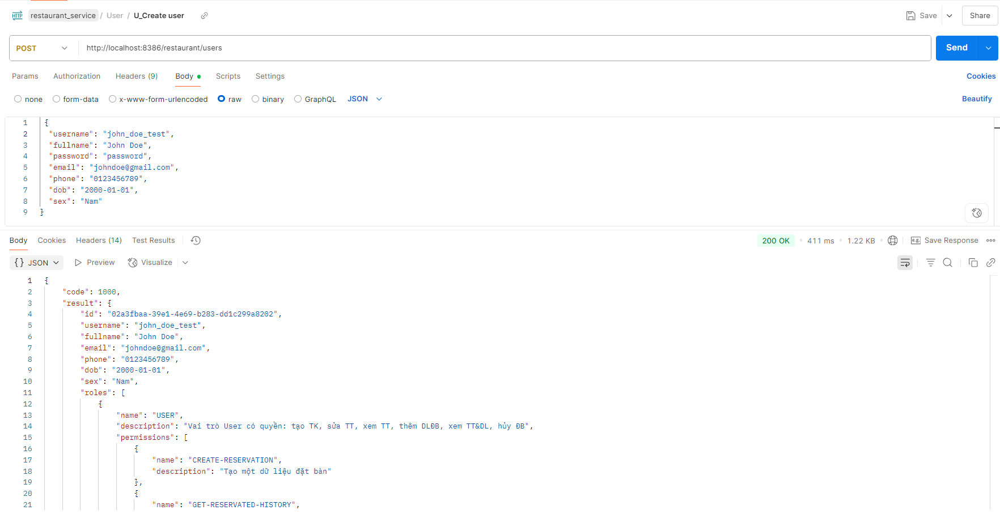 HTTP restaurant_service / User / U_Create user Save Share
POST http://localhost:8386/restaurant/users Send
Params Authorization Headers (9) Body Scripts Settings Cookies
none form-data x-www-form-urlencoded raw binary GraphQL JSON Beautify
1 {
2 "username": "john_doe_test",
3 "fullname": "John Doe",
4 "password": "password",
5 "email": "johndoe@gmail.com",
6 "phone": "0123456789",
7 "dob": "2000-01-01",
8 "sex": "Nam"
9 }
Body Cookies Headers (14) Test Results 200 OK • 411 ms • 1.22 KB • e.g. Save Response
{} JSON Preview Visualize
1 {
2 "code": 1000,
3 "result": {
4 "id": "02a3fbaa-39e1-4e69-b283-dd1c299a8202",
5 "username": "john_doe_test",
6 "fullname": "John Doe",
7 "email": "johndoe@gmail.com",
8 "phone": "0123456789",
9 "dob": "2000-01-01",
10 "sex": "Nam",
11 "roles": [
12 {
13 "name": "USER",
14 "description": "Vai trò User có quyền: tạo TK, sửa TT, xem TT, thêm DLĐB, xem TT&DL, hủy ĐB",
15 "permissions": [
16 {
17 "name": "CREATE-RESERVATION",
18 "description": "Tạo một dữ liệu đặt bàn"
19 },
20 {
21 "name": "GET-RESERVATED-HISTORY",